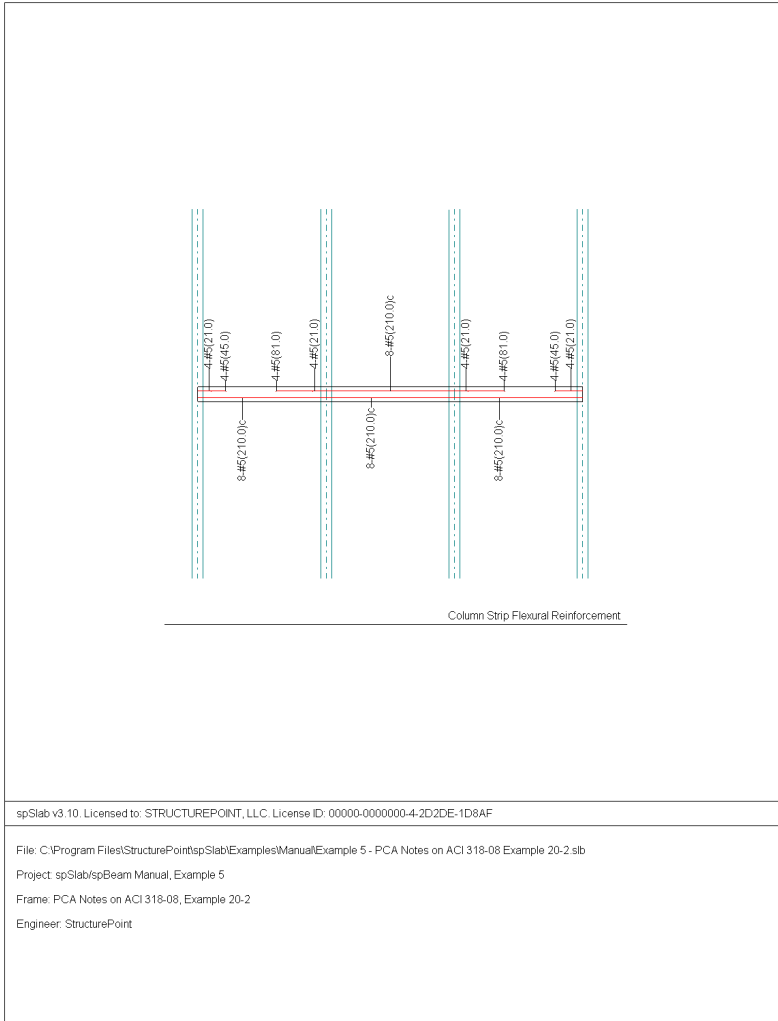 4-#5(21.0)
4-#5(45.0)
4-#5(81.0)
4-#5(21.0)
8-#5(210.0)c
4-#5(21.0)
4-#5(81.0)
4-#5(45.0)
4-#5(21.0)
8-#5(210.0)c
8-#5(210.0)c
8-#5(210.0)c
Column Strip Flexural Reinforcement
spSlab v3.10. Licensed to: STRUCTUREPOINT, LLC. License ID: 00000-0000000-4-2D2DE-1D8AF
File: C:\Program Files\StructurePoint\spSlab\Examples\Manual\Example 5 - PCA Notes on ACI 318-08 Example 20-2.slb
Project: spSlab/spBeam Manual, Example 5
Frame: PCA Notes on ACI 318-08, Example 20-2
Engineer: StructurePoint